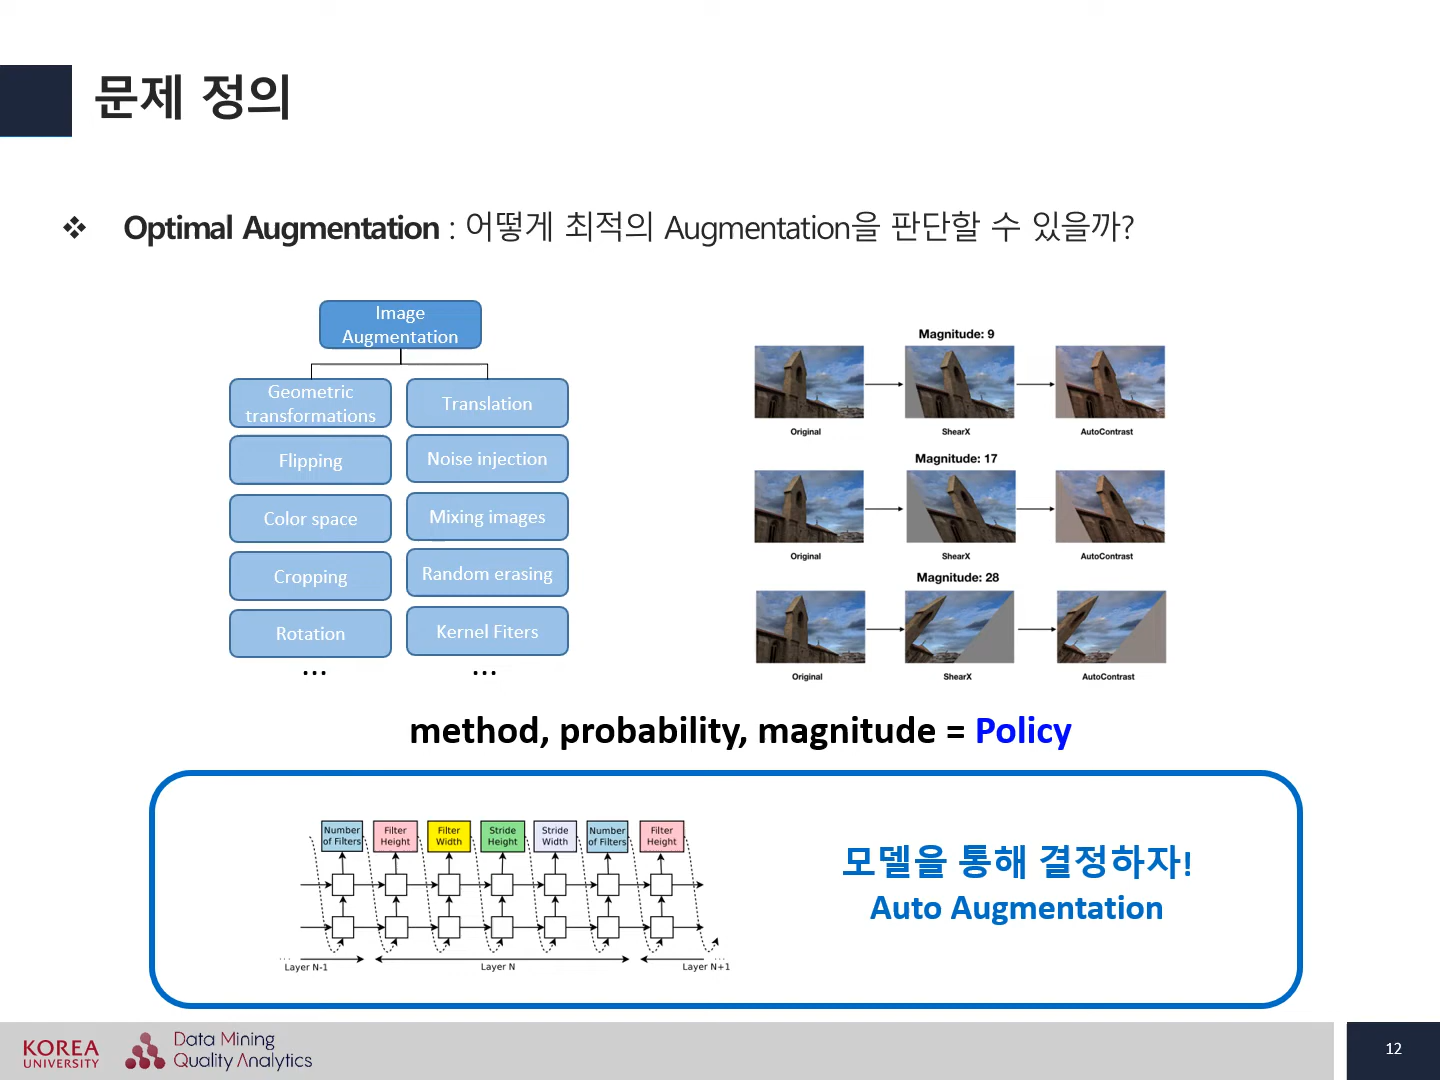 문제 정의
❖ Optimal Augmentation : 어떻게 최적의 Augmentation을 판단할 수 있을까?
Image
Augmentation
Geometric
transformations
Flipping
Color space
Cropping
Rotation
...
Translation
Noise injection
Mixing images
Random erasing
Kernel Fiters
...
Magnitude: 9
Original
ShearX
AutoContrast
Magnitude: 17
Original
ShearX
AutoContrast
Magnitude: 28
Original
ShearX
AutoContrast
method, probability, magnitude = Policy
Number
of Filters
Filter
Height
Filter
Width
Stride
Height
Stride
Width
Number
of Filters
Filter
Height
...
Layer N-1
Layer N
...
Layer N+1
모델을 통해 결정하자!
Auto Augmentation
KOREA
UNIVERSITY
Data Mining
Quality Analytics
12